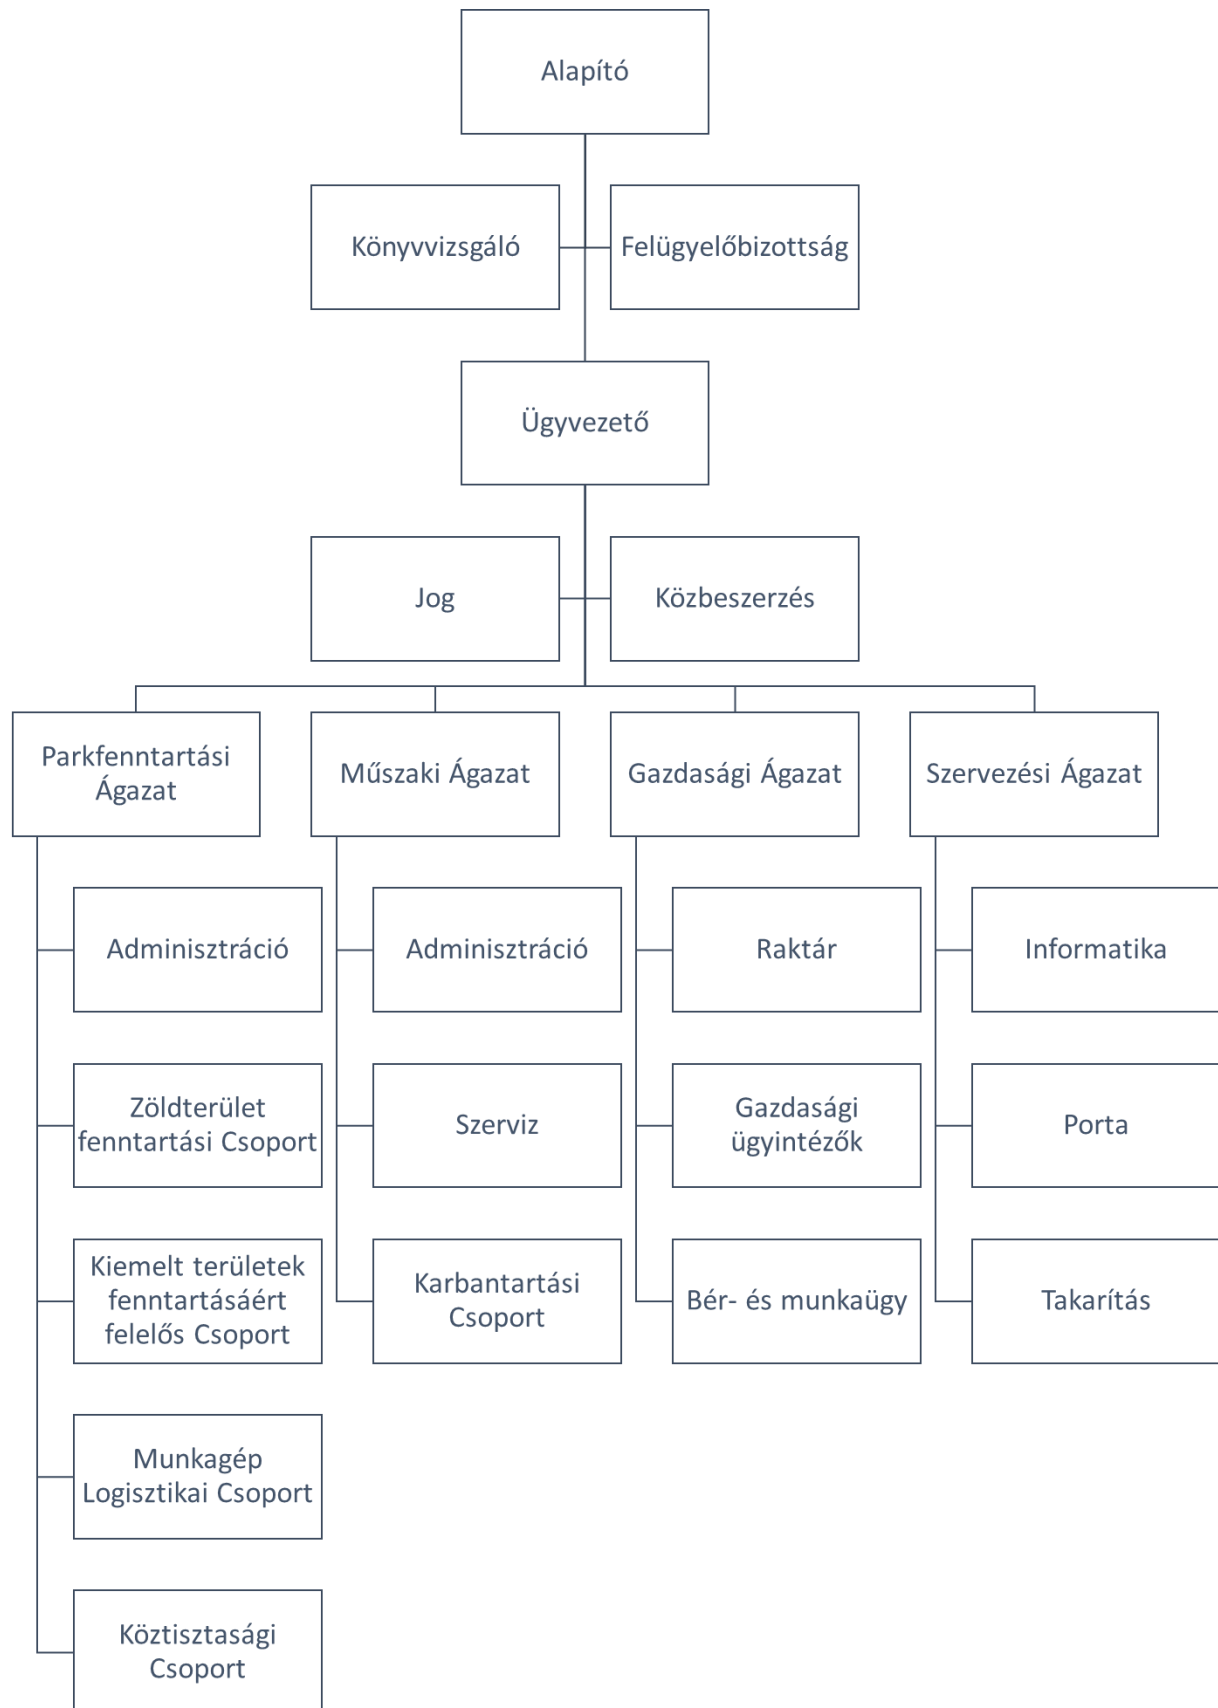 Alapító
Könyvvizsgáló
Felügyelőbizottság
Ügyvezető
Jog
Közbeszerzés
Parkfenntartási
Ágazat
Műszaki Ágazat
Gazdasági Ágazat
Szervezési Ágazat
Adminisztráció
Adminisztráció
Raktár
Informatika
Zöldterület
fenntartási Csoport
Szerviz
Gazdasági
ügyintézők
Porta
Kiemelt területek
fenntartásáért
felelős Csoport
Karbantartási
Csoport
Bér- és munkaügy
Takarítás
Munkagép
Logisztikai Csoport
Köztisztasági
Csoport